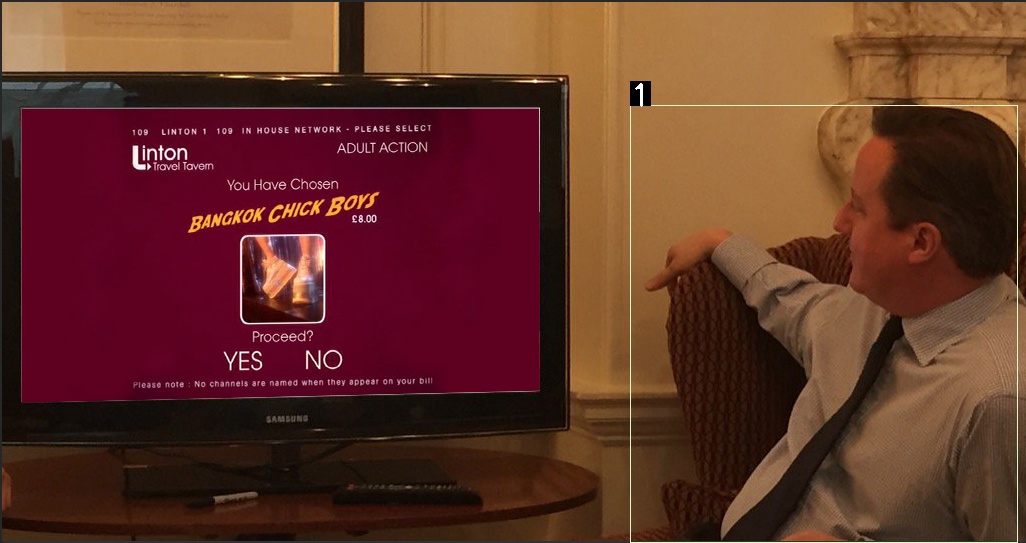 1
109 LINTON 1 109 IN HOUSE NETWORK - PLEASE SELECT
Linton
Travel Tavern
ADULT ACTION
You Have Chosen
BANGKOK CHICK BOYS
£8.00
Proceed?
YES NO
Please note : No channels are named when they appear on your bill
SAMSUNG